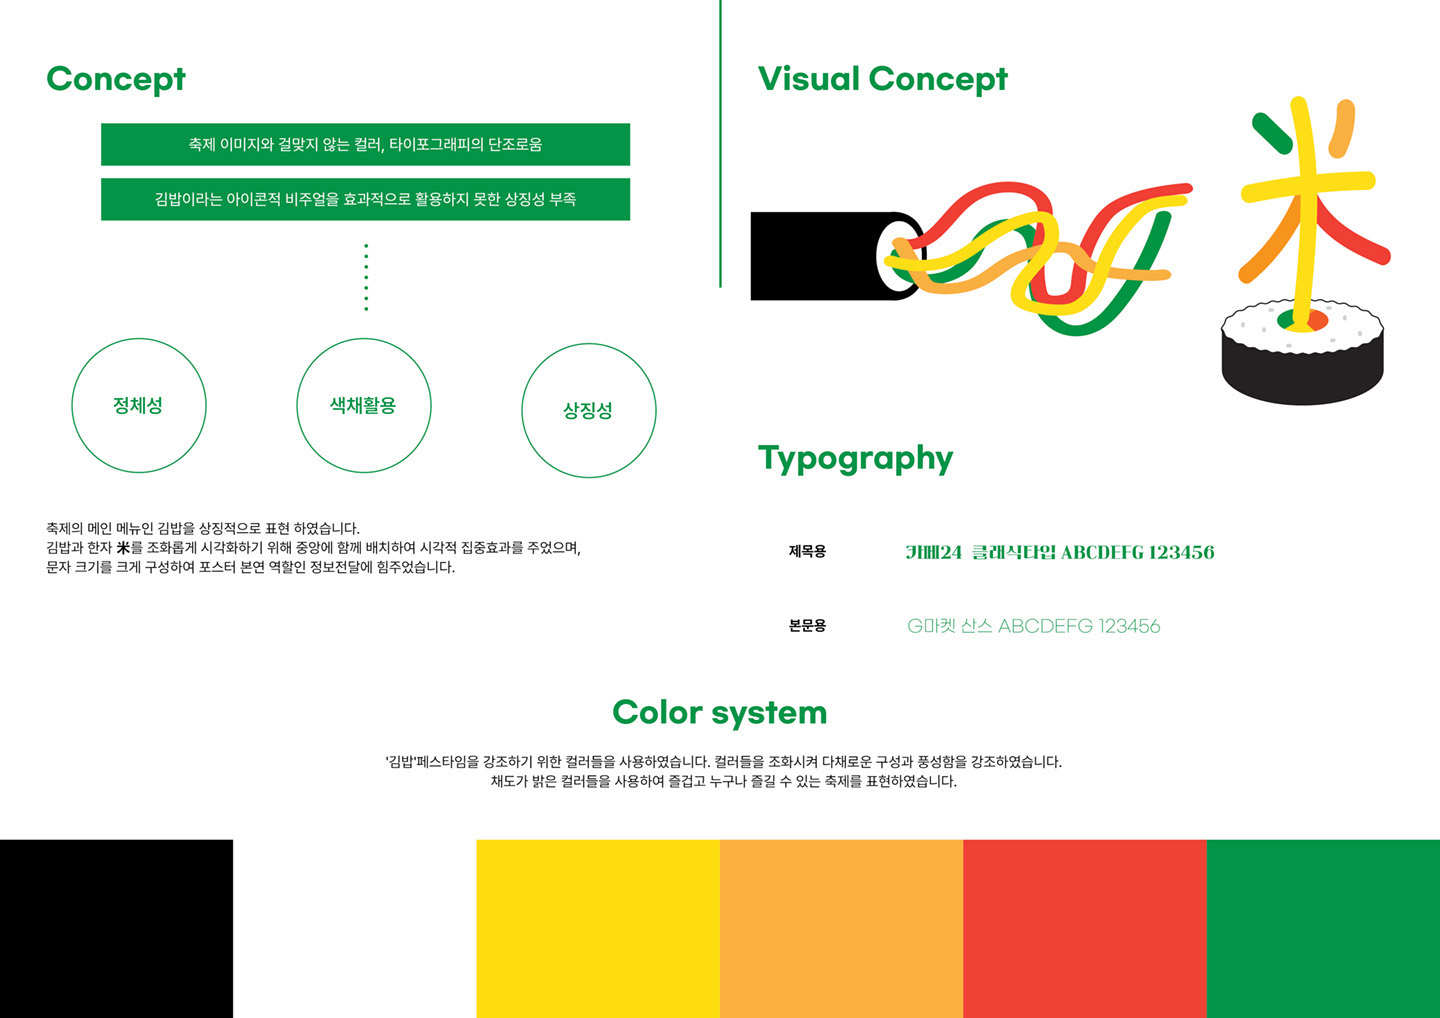 Concept
축제 이미지와 걸맞지 않는 컬러, 타이포그래피의 단조로움
김밥이라는 아이콘적 비주얼을 효과적으로 활용하지 못한 상징성 부족
정체성
색채활용
상징성
축제의 메인 메뉴인 김밥을 상징적으로 표현 하였습니다.
김밥과 한자 米를 조화롭게 시각화하기 위해 중앙에 함께 배치하여 시각적 집중효과를 주었으며,
문자 크기를 크게 구성하여 포스터 본연 역할인 정보전달에 힘주었습니다.
Visual Concept
米
Typography
제목용
카페24 클래식타입 ABCDEFG 123456
본문용
G마켓 산스 ABCDEFG 123456
Color system
'김밥'페스타임을 강조하기 위한 컬러들을 사용하였습니다. 컬러들을 조화시켜 다채로운 구성과 풍성함을 강조하였습니다.
채도가 밝은 컬러들을 사용하여 즐겁고 누구나 즐길 수 있는 축제를 표현하였습니다.